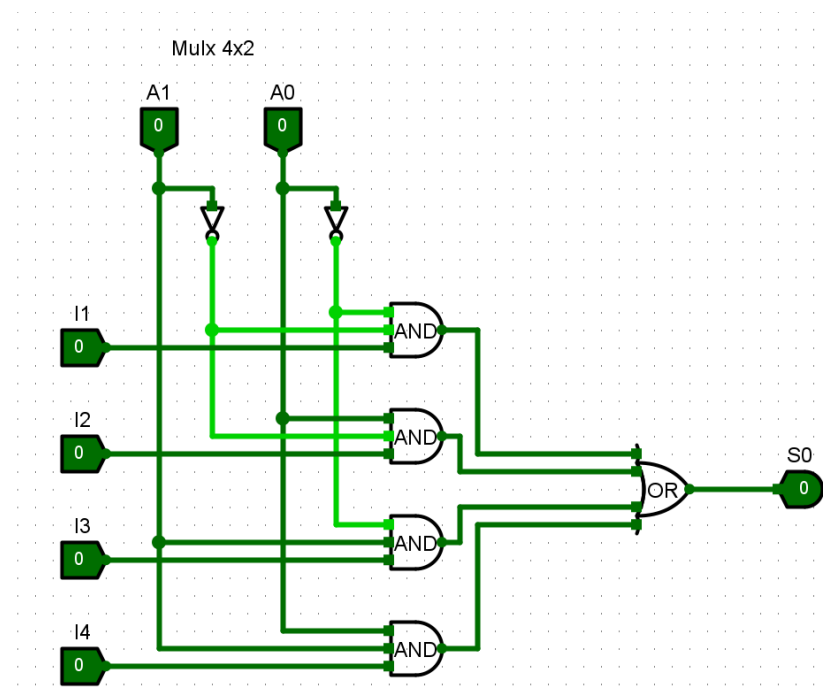 Mulx 4x2
A1 A0
0 0
I1
0 AND
I2
0 AND
S0
OR 0
I3
0 AND
I4
0 AND